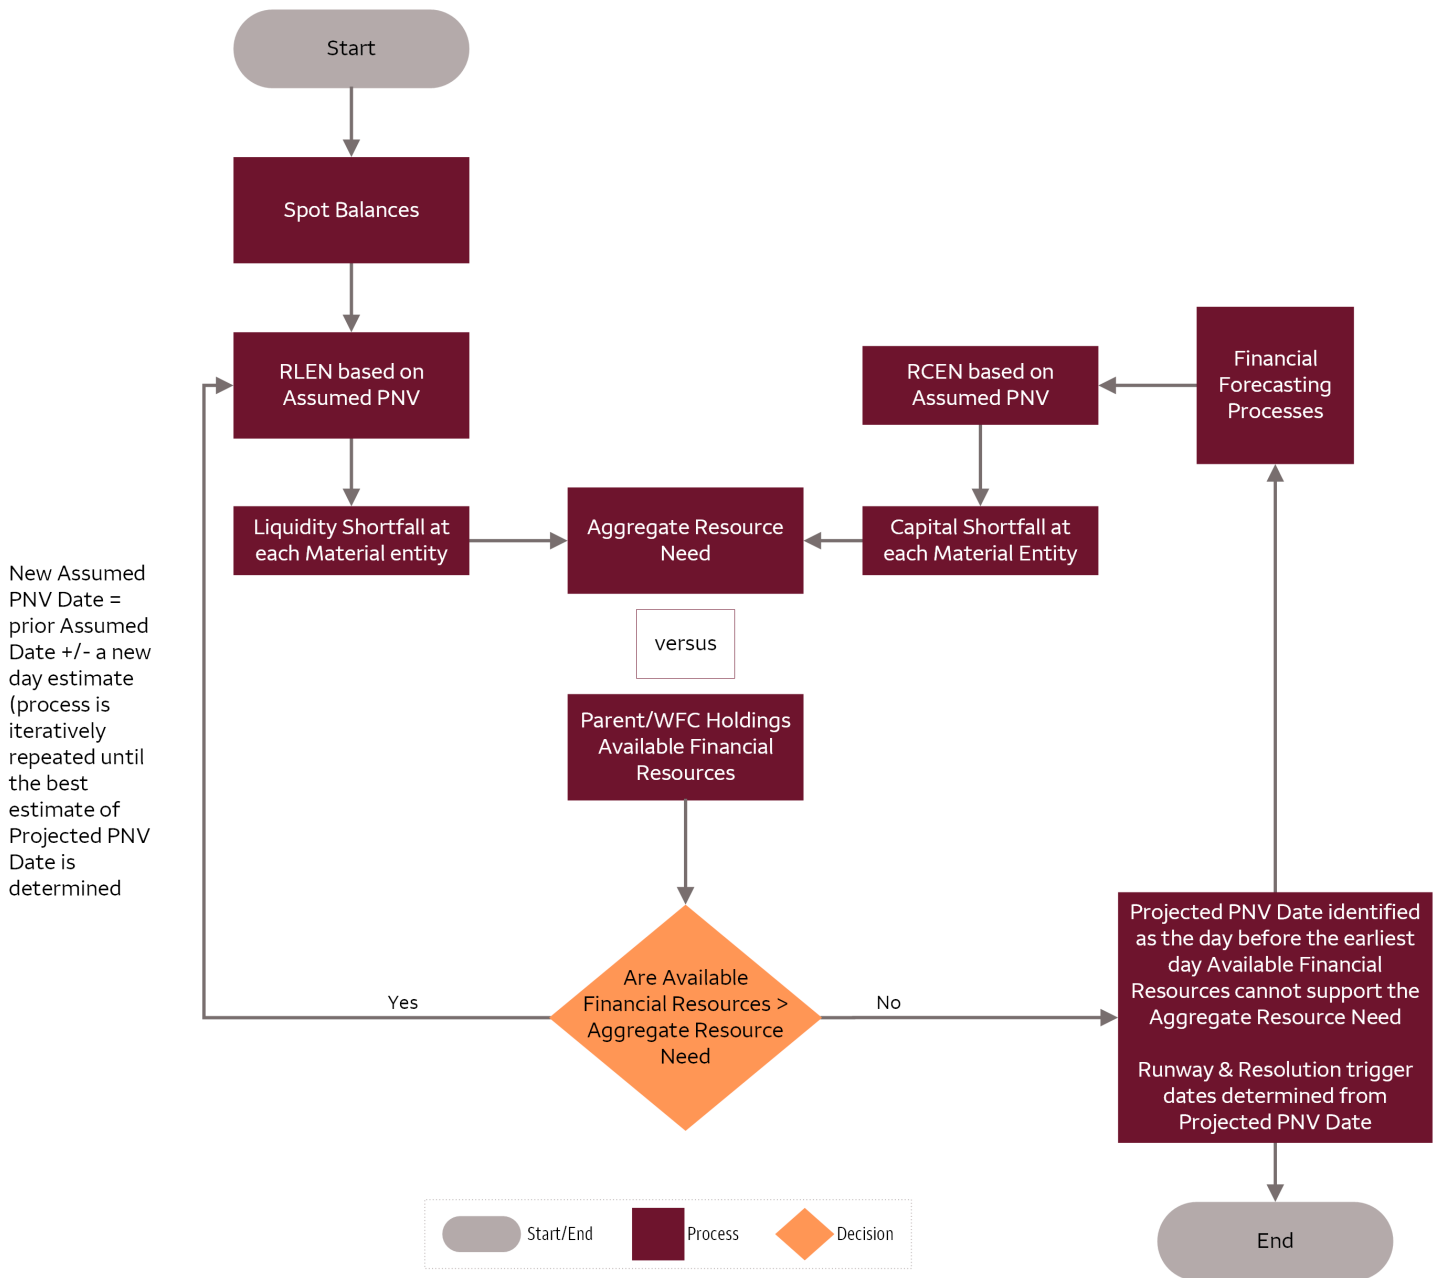 Start
Spot Balances
RLEN based on
Assumed PNV
RCEN based on
Assumed PNV
Financial
Forecasting
Processes
Liquidity Shortfall at
each Material entity
Aggregate Resource
Need
Capital Shortfall at
each Material Entity
New Assumed
PNV Date =
prior Assumed
Date +/- a new
day estimate
(process is
iteratively
repeated until
the best
estimate of
Projected PNV
Date is
determined
versus
Parent/WFC Holdings
Available Financial
Resources
Are Available
Financial Resources >
Aggregate Resource
Need
Yes
No
Projected PNV Date identified
as the day before the earliest
day Available Financial
Resources cannot support the
Aggregate Resource Need
Runway & Resolution trigger
dates determined from
Projected PNV Date
Start/End
Process
Decision
End